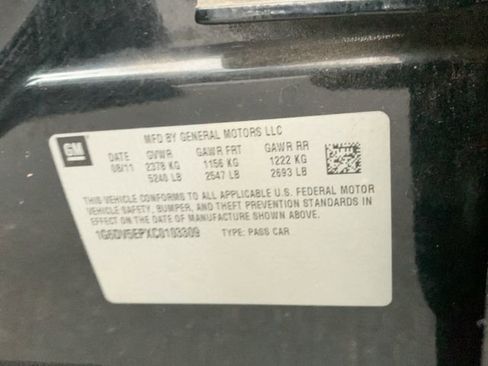 MFD BY GENERAL MOTORS LLC
GM
DATE GVWR GAWR FRT GAWR RR
08/11 2378 KG 1156 KG 1222 KG
5240 LB 2547 LB 2693 LB
THIS VEHICLE CONFORMS TO ALL APPLICABLE U.S. FEDERAL MOTOR
VEHICLE SAFETY, BUMPER, AND THEFT PREVENTION STANDARDS IN
EFFECT ON THE DATE OF MANUFACTURE SHOWN ABOVE.
1G6DV5EPXC0103309 TYPE: PASS CAR